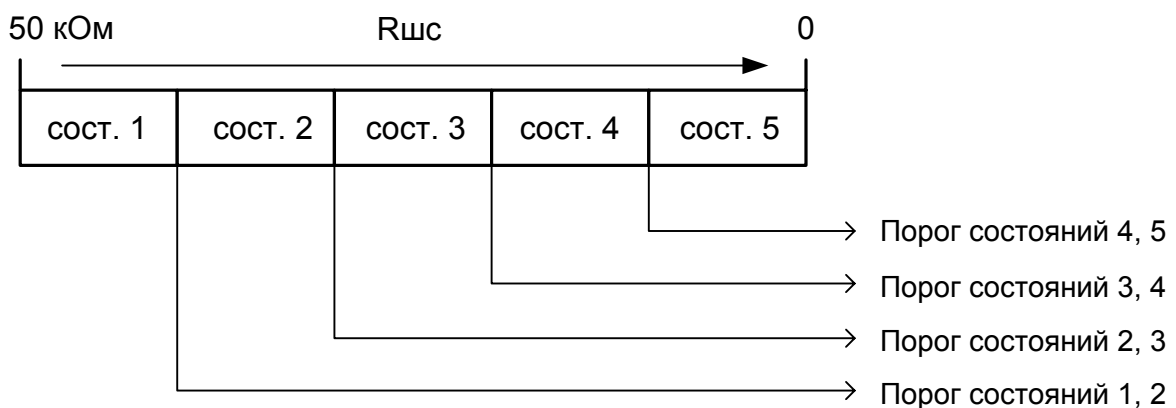 50 кОм Rшс 0
сост. 1 сост. 2 сост. 3 сост. 4 сост. 5
Порог состояний 4, 5
Порог состояний 3, 4
Порог состояний 2, 3
Порог состояний 1, 2